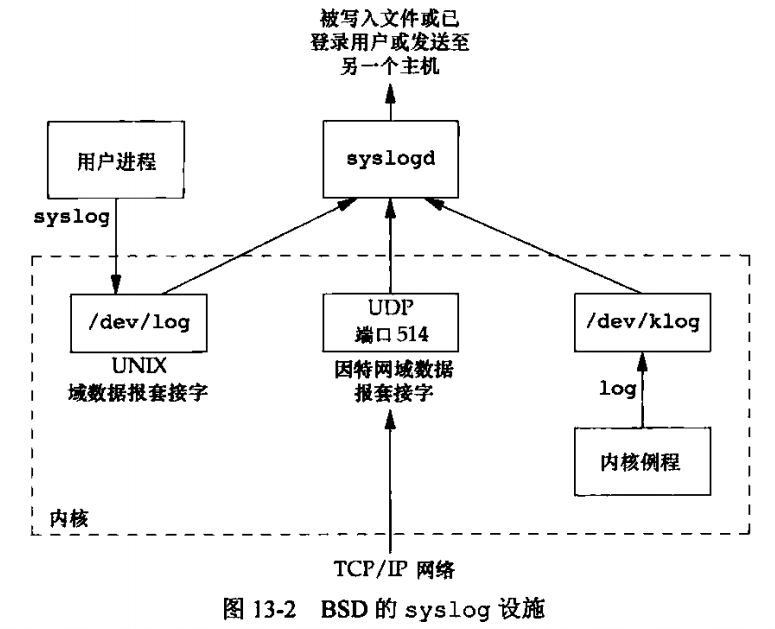 被写入文件或已
登录用户或发送至
另一个主机
用户进程
syslogd
syslog
/dev/log
UNIX
域数据报套接字
UDP
端口 514
因特网域数据
报套接字
/dev/klog
log
内核例程
内核
TCP/IP 网络
图 13-2 BSD 的 syslog 设施